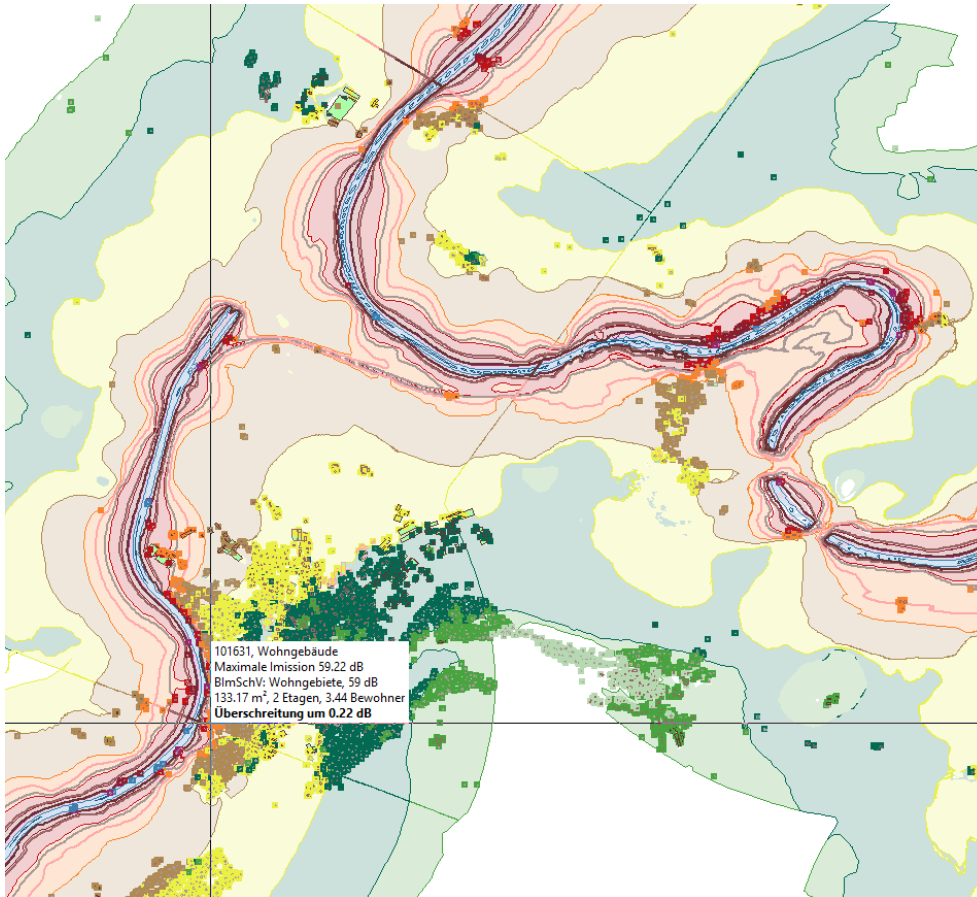 101631, Wohngebäude
Maximale Imission 59.22 dB
BImSchV: Wohngebiete, 59 dB
133.17 m², 2 Etagen, 3.44 Bewohner
Überschreitung um 0.22 dB